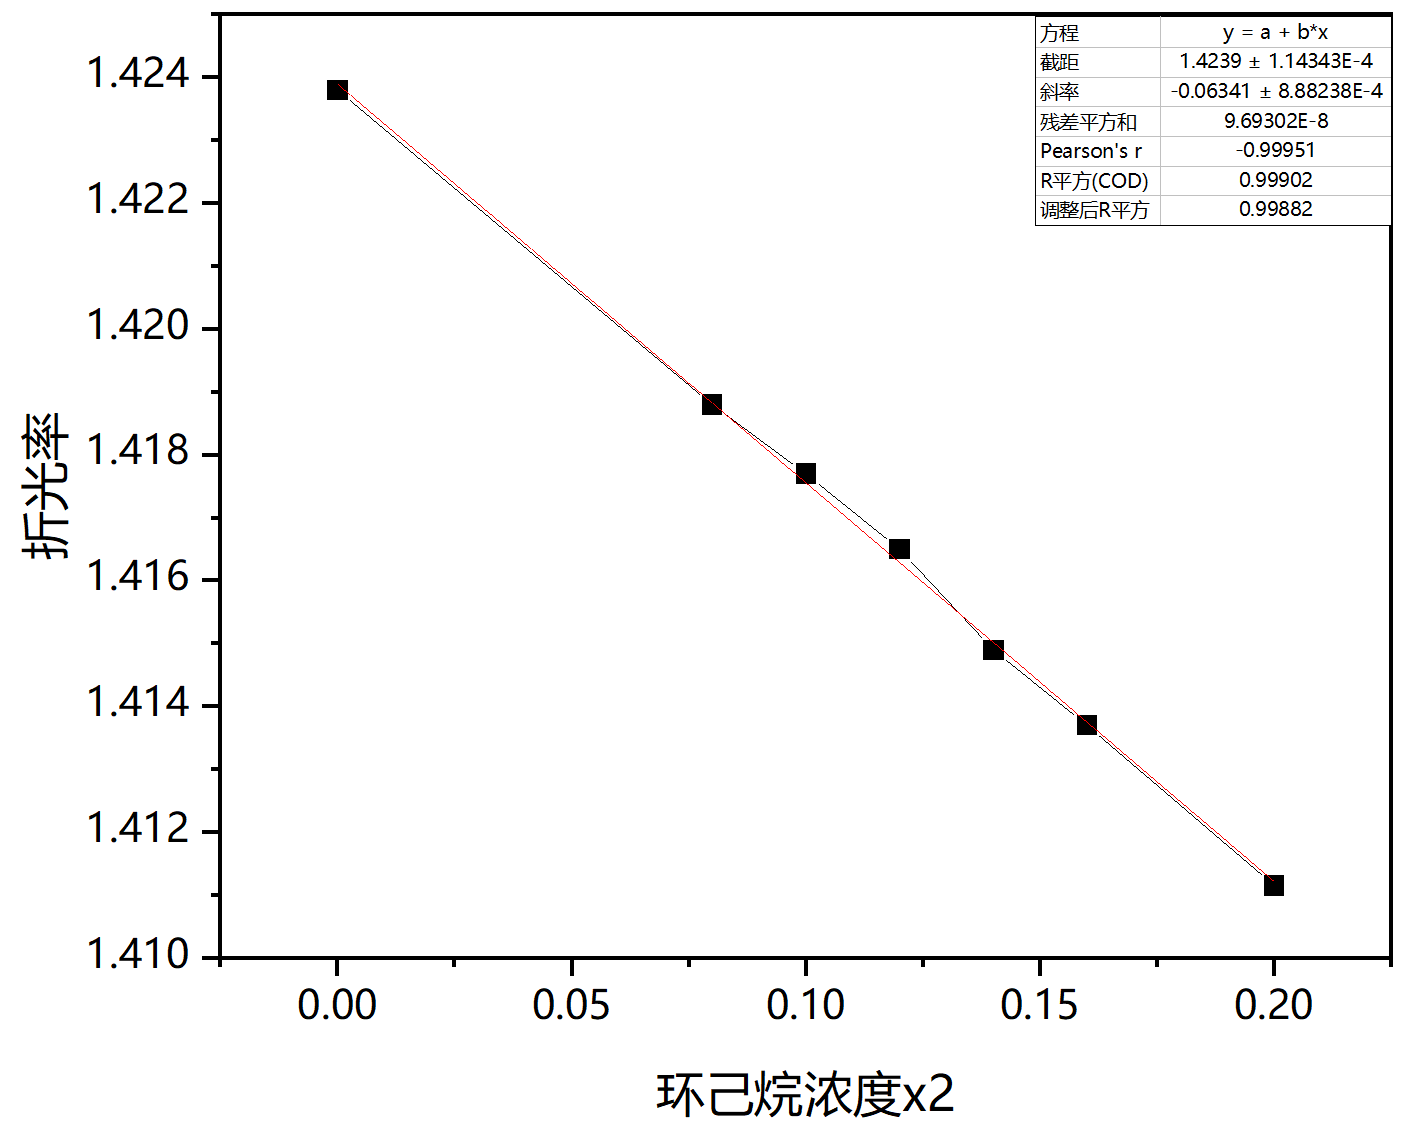 方程 y = a + b*x
截距 1.4239 ± 1.14343E-4
斜率 -0.06341 ± 8.88238E-4
残差平方和 9.69302E-8
Pearson's r -0.99951
R平方(COD) 0.99902
调整后R平方 0.99882
1.424
1.422
1.420
1.418
1.416
1.414
1.412
1.410
折光率
0.00 0.05 0.10 0.15 0.20
环己烷浓度x2